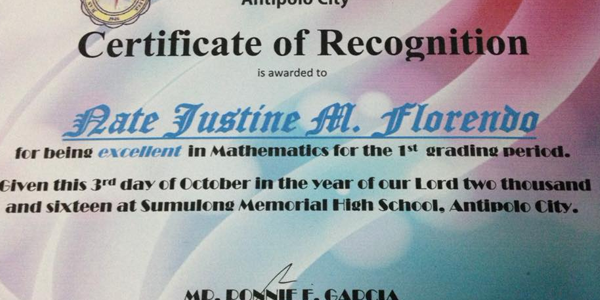 Antipolo City
Certificate of Recognition
is awarded to
Nate Justine M. Florendo
for being excellent in Mathematics for the 1st grading period.
Given this 3rd day of October in the year of our Lord two thousand
and sixteen at Sumulong Memorial High School, Antipolo City.
MR. RONNIE F. GARCIA